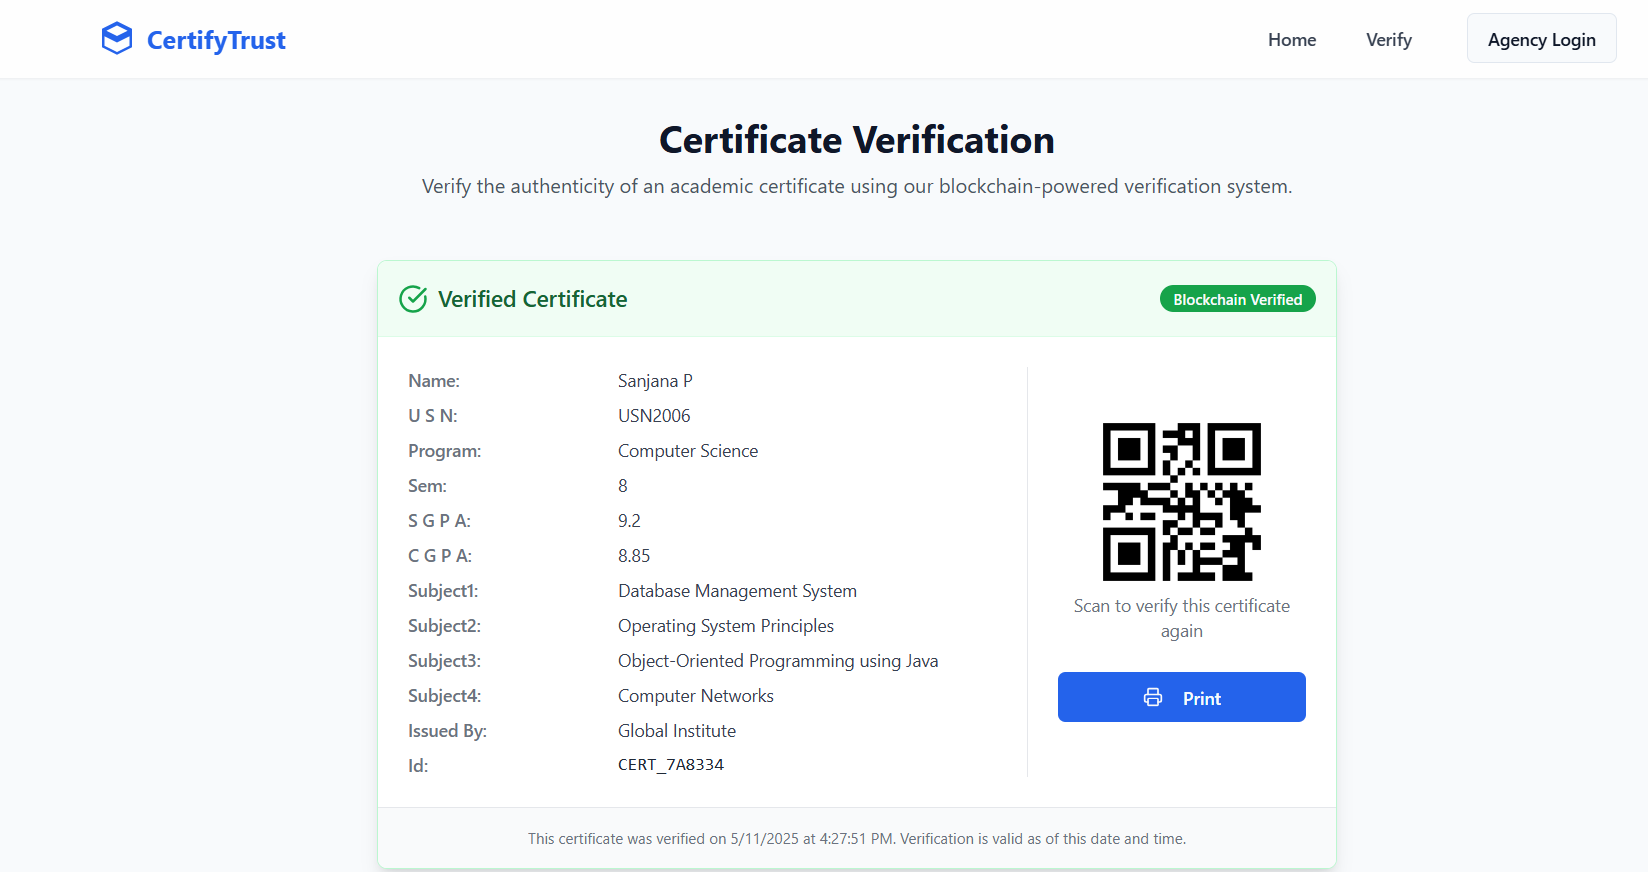 CertifyTrust
Home
Verify
Agency Login
Certificate Verification
Verify the authenticity of an academic certificate using our blockchain-powered verification system.
Verified Certificate
Blockchain Verified
Name: Sanjana P
U S N: USN2006
Program: Computer Science
Sem: 8
S G P A: 9.2
C G P A: 8.85
Subject1: Database Management System
Subject2: Operating System Principles
Subject3: Object-Oriented Programming using Java
Subject4: Computer Networks
Issued By: Global Institute
Id: CERT_7A8334
Scan to verify this certificate
again
Print
This certificate was verified on 5/11/2025 at 4:27:51 PM. Verification is valid as of this date and time.